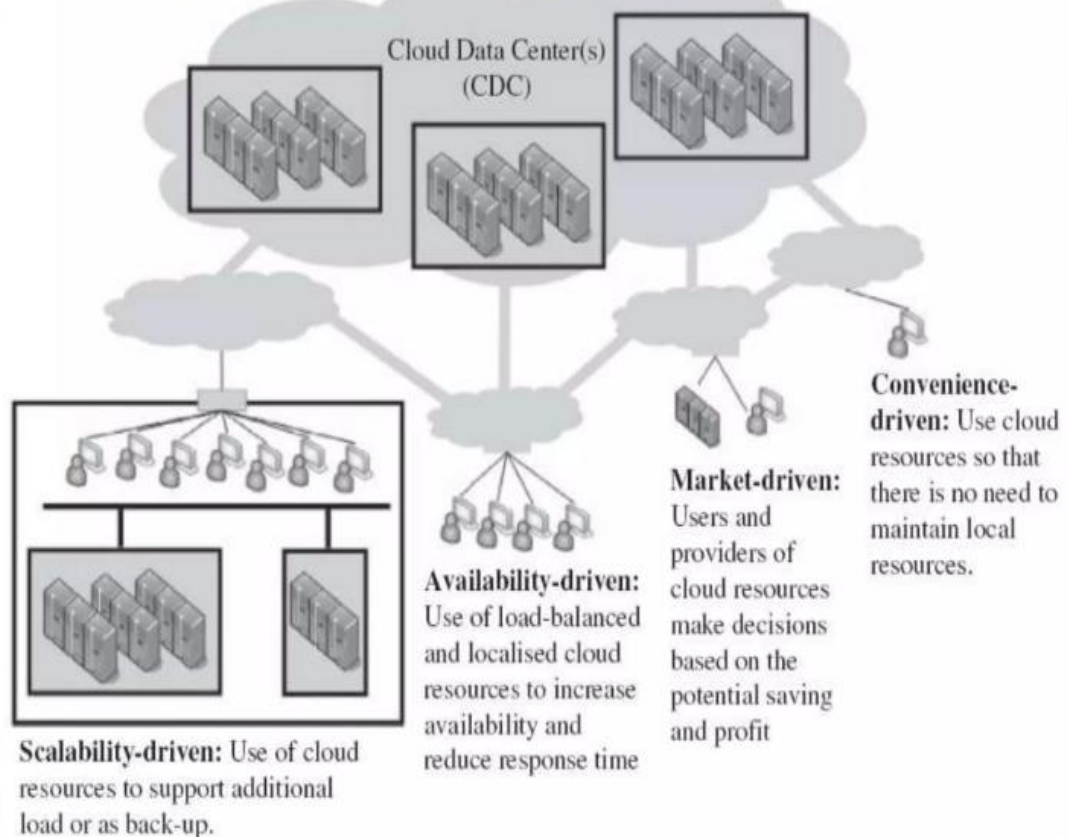 Cloud Data Center(s)
(CDC)
Convenience-
driven: Use cloud
resources so that
there is no need to
maintain local
resources.
Market-driven:
Users and
providers of
cloud resources
make decisions
based on the
potential saving
and profit
Availability-driven:
Use of load-balanced
and localised cloud
resources to increase
availability and
reduce response time
Scalability-driven: Use of cloud
resources to support additional
load or as back-up.